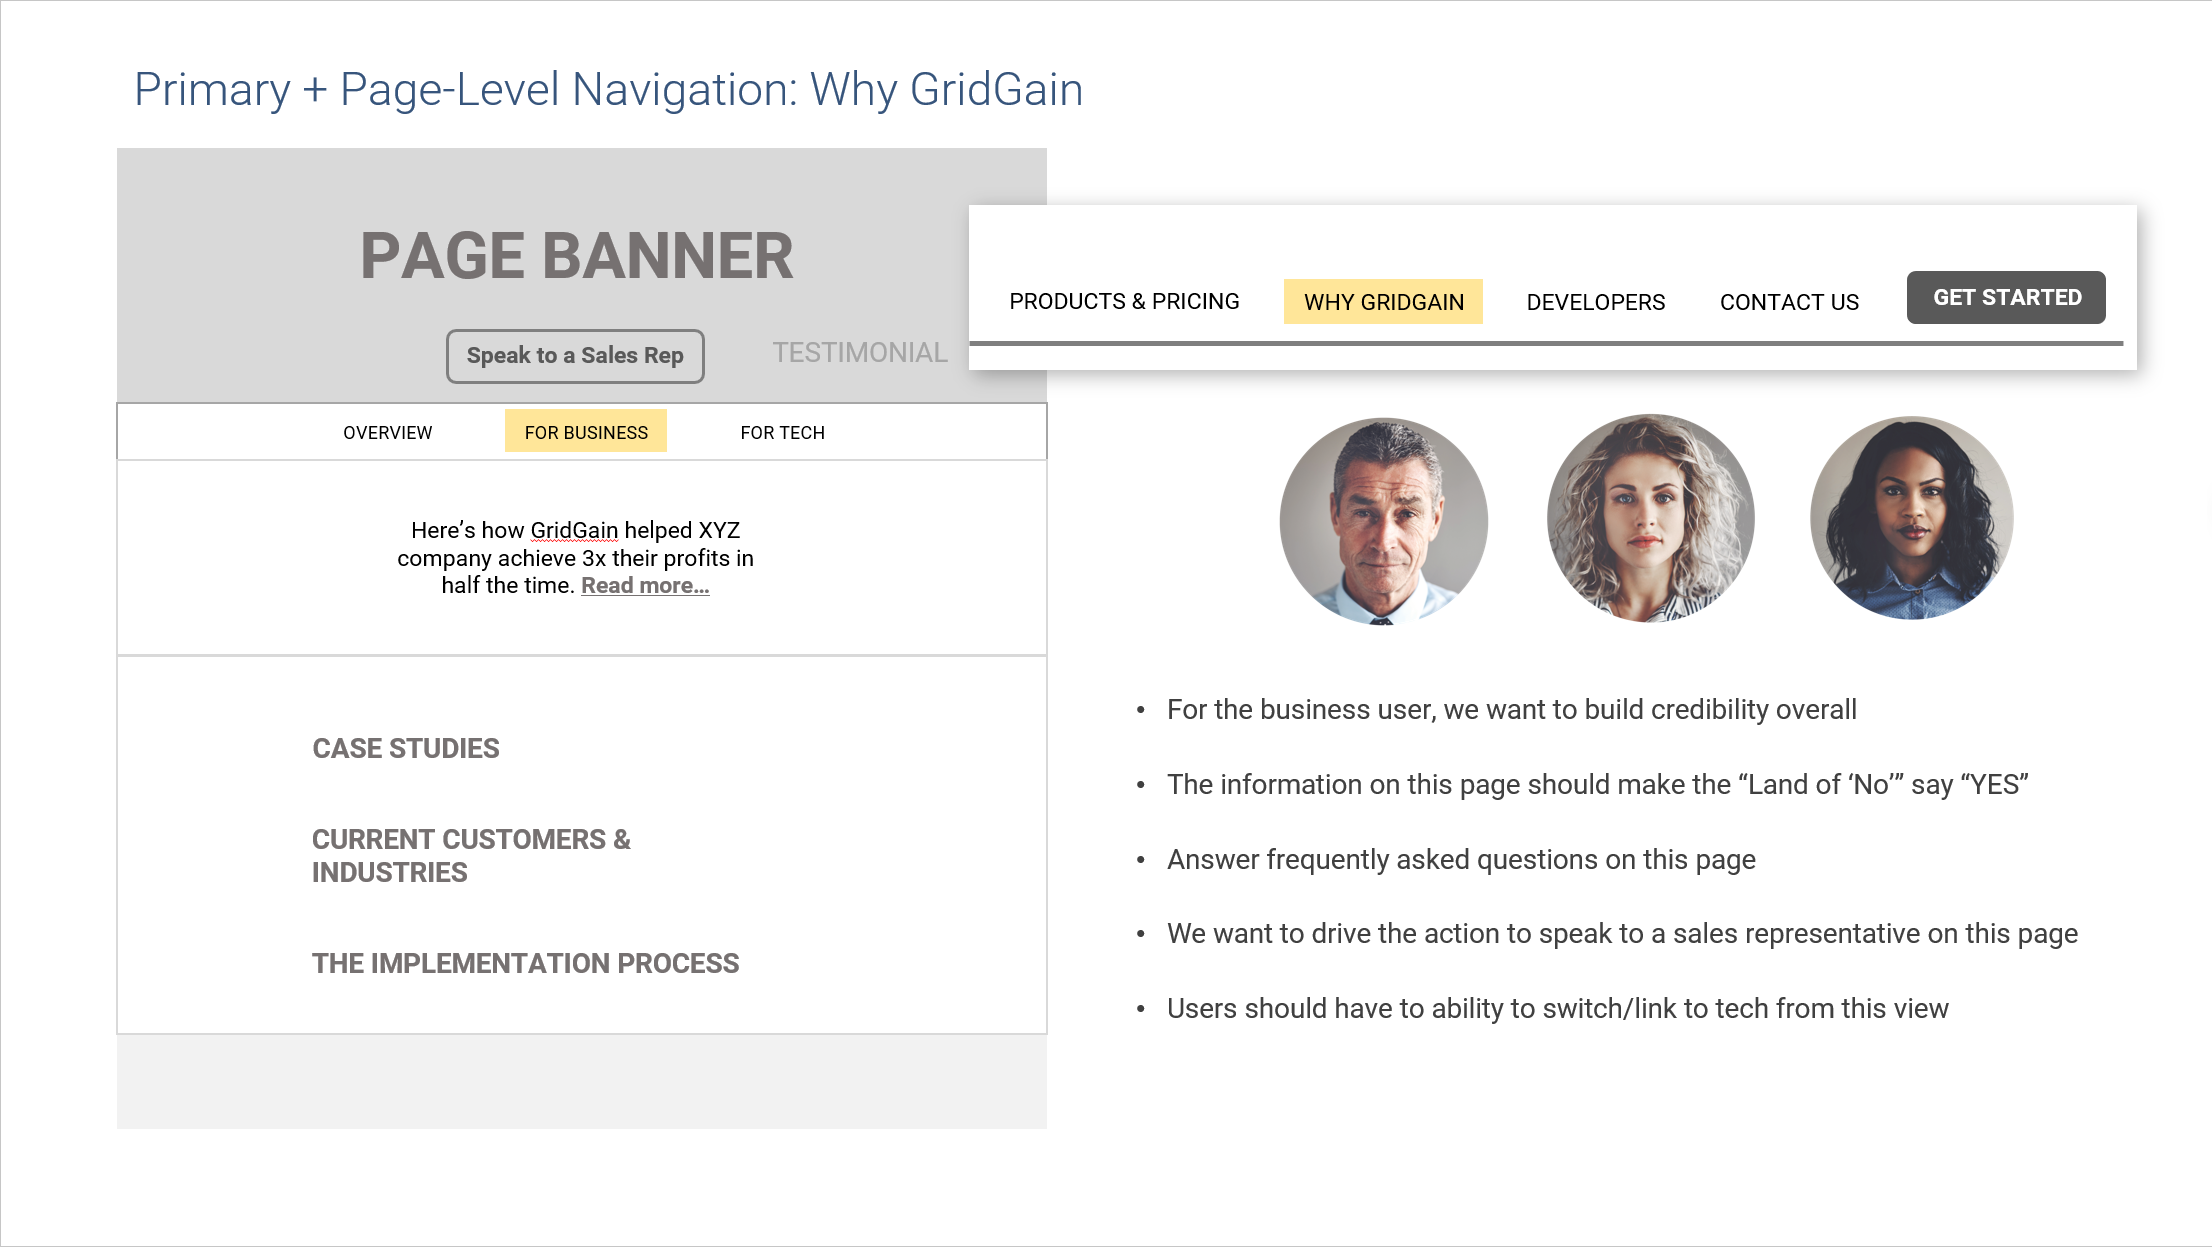 Primary + Page-Level Navigation: Why GridGain
PAGE BANNER
Speak to a Sales Rep
TESTIMONIAL
PRODUCTS & PRICING
WHY GRIDGAIN
DEVELOPERS
CONTACT US
GET STARTED
OVERVIEW
FOR BUSINESS
FOR TECH
Here’s how GridGain helped XYZ
company achieve 3x their profits in
half the time. Read more…
CASE STUDIES
CURRENT CUSTOMERS &
INDUSTRIES
THE IMPLEMENTATION PROCESS
• For the business user, we want to build credibility overall
• The information on this page should make the “Land of ‘No’” say “YES”
• Answer frequently asked questions on this page
• We want to drive the action to speak to a sales representative on this page
• Users should have to ability to switch/link to tech from this view